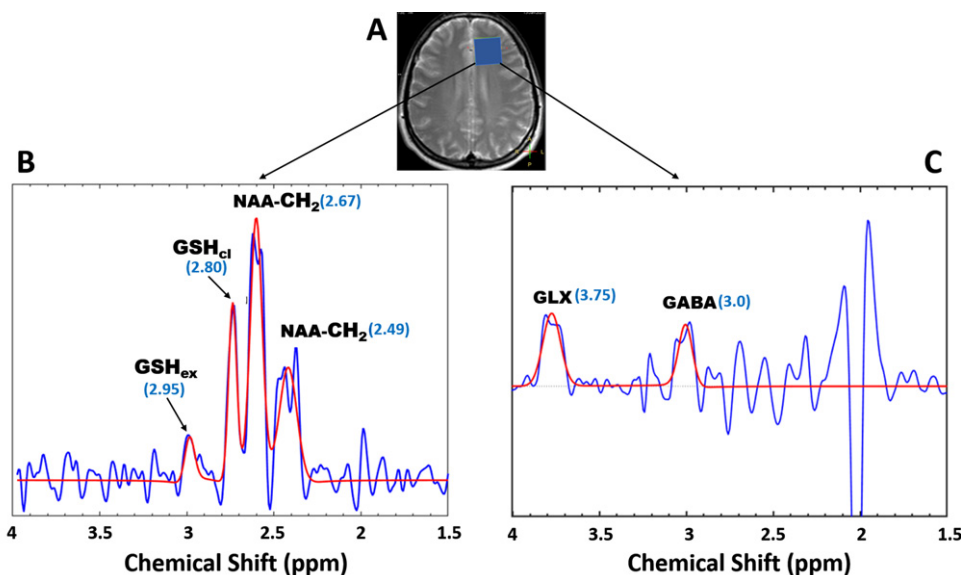 A
B
C
NAA-CH₂(2.67)
GSHcl
(2.80)
NAA-CH₂(2.49)
GSHex
(2.95)
4 3.5 3 2.5 2 1.5
Chemical Shift (ppm)
GLX(3.75)
GABA(3.0)
4 3.5 3 2.5 2 1.5
Chemical Shift (ppm)
L
P